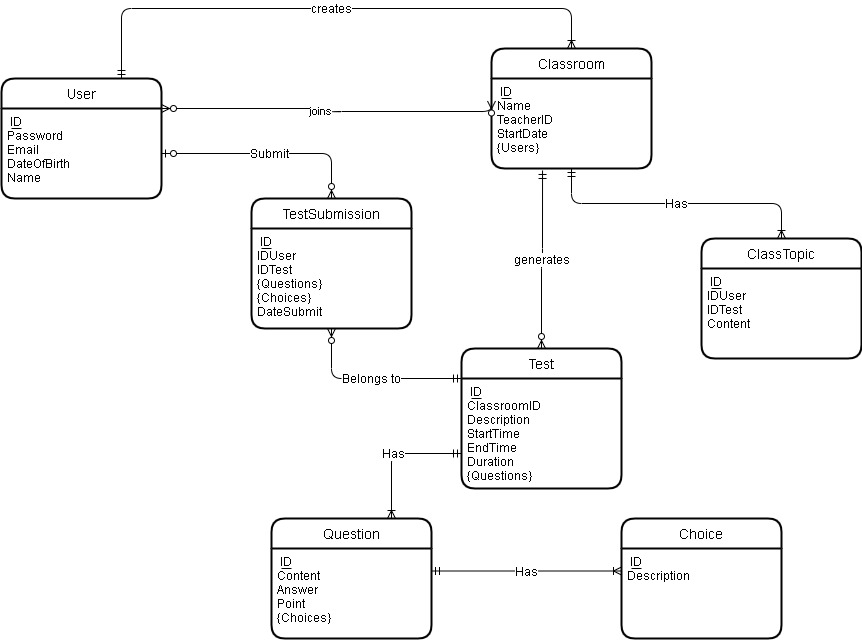 creates
User
ID
Password
Email
DateOfBirth
Name
joins
Classroom
ID
Name
TeacherID
StartDate
{Users}
Submit
TestSubmission
ID
IDUser
IDTest
{Questions}
{Choices}
DateSubmit
generates
Has
ClassTopic
ID
IDUser
IDTest
Content
Belongs to
Test
ID
ClassroomID
Description
StartTime
EndTime
Duration
{Questions}
Has
Question
ID
Content
Answer
Point
{Choices}
Has
Choice
ID
Description